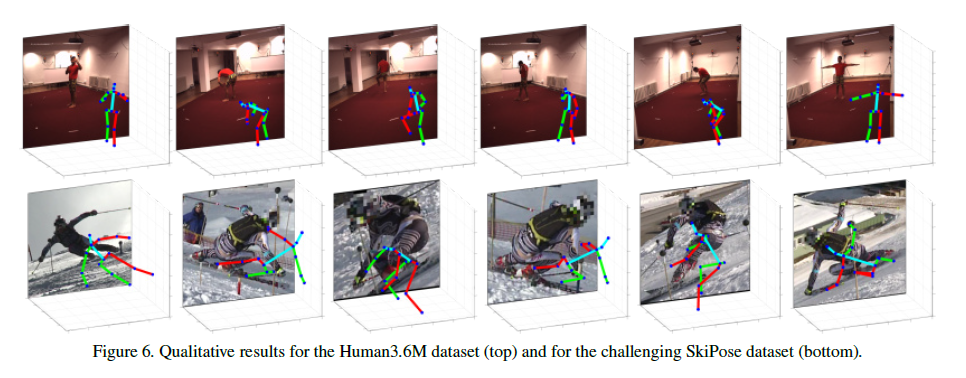 Figure 6. Qualitative results for the Human3.6M dataset (top) and for the challenging SkiPose dataset (bottom).